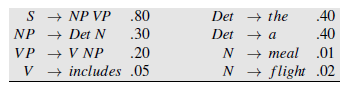 S → NP VP .80 Det → the .40
NP → Det N .30 Det → a .40
VP → V NP .20 N → meal .01
V → includes .05 N → flight .02